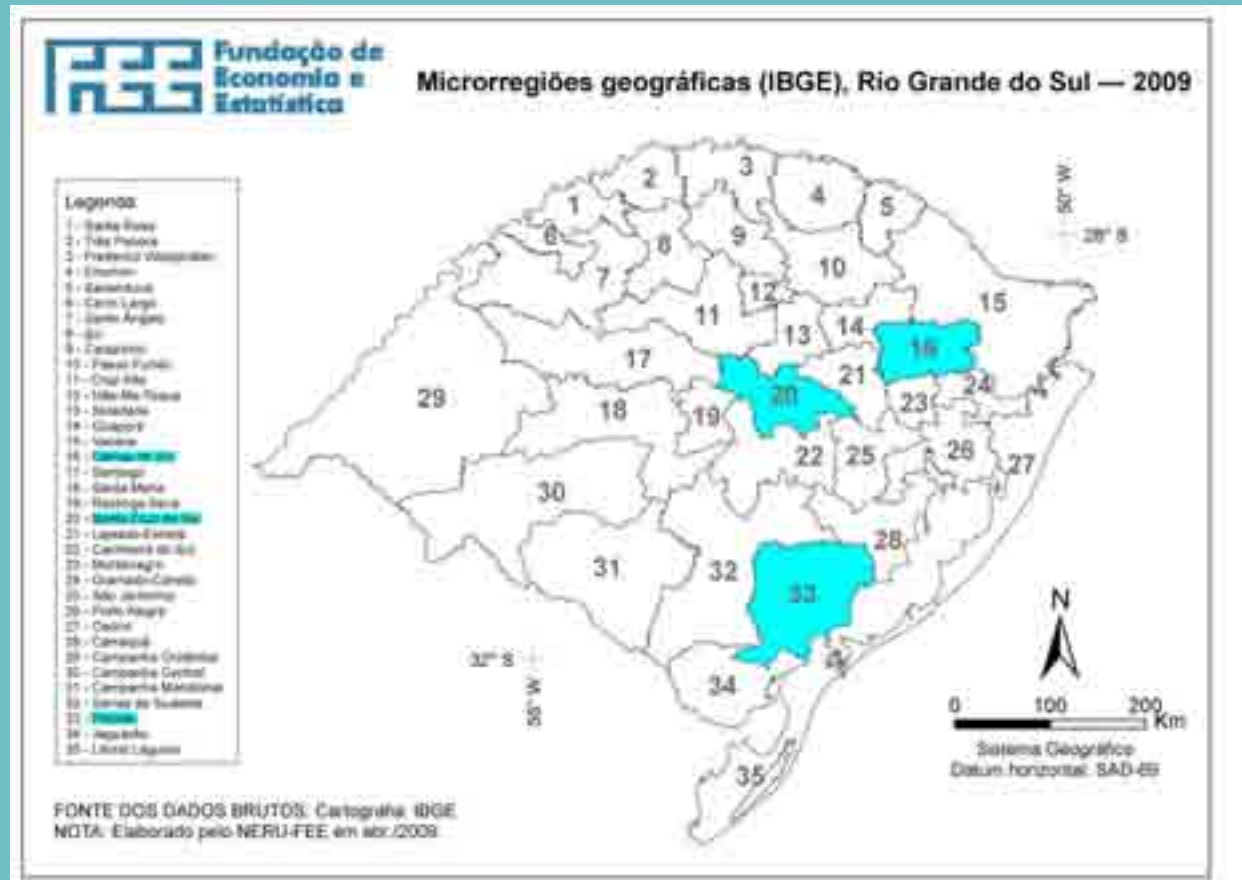 Fundação de
Economia e
Estatística
Microrregiões geográficas (IBGE), Rio Grande do Sul — 2009
Legenda
1 - Santa Rosa
2 - Três Passos
3 - Frederico Westphalen
4 - Erechim
5 - Sananduva
6 - Cerro Largo
7 - Santo Ângelo
8 - Ijuí
9 - Carazinho
10 - Passo Fundo
11 - Cruz Alta
12 - Não-Me-Toque
13 - Soledade
14 - Guaporé
15 - Vacaria
16 - Caxias do Sul
17 - Santiago
18 - Santa Maria
19 - Restinga Seca
20 - Santa Cruz do Sul
21 - Lajeado-Estrela
22 - Cachoeira do Sul
23 - Montenegro
24 - Gramado-Canela
25 - São Jerônimo
26 - Porto Alegre
27 - Osório
28 - Camaquã
29 - Campanha Ocidental
30 - Campanha Central
31 - Campanha Meridional
32 - Serras de Sudeste
33 - Pelotas
34 - Jaguarão
35 - Litoral Lagunar
1
2
3
4
5
6
7
8
9
10
11
12
13
14
15
16
17
18
19
20
21
22
23
24
25
26
27
28
29
30
31
32
33
34
35
50° W
28° S
32° S
56° W
N
0 100 200
Km
Sistema Geográfico
Datum horizontal: SAD-69
FONTE DOS DADOS BRUTOS: Cartografia: IBGE
NOTA: Elaborado pelo NERU-FEE em abr./2009.